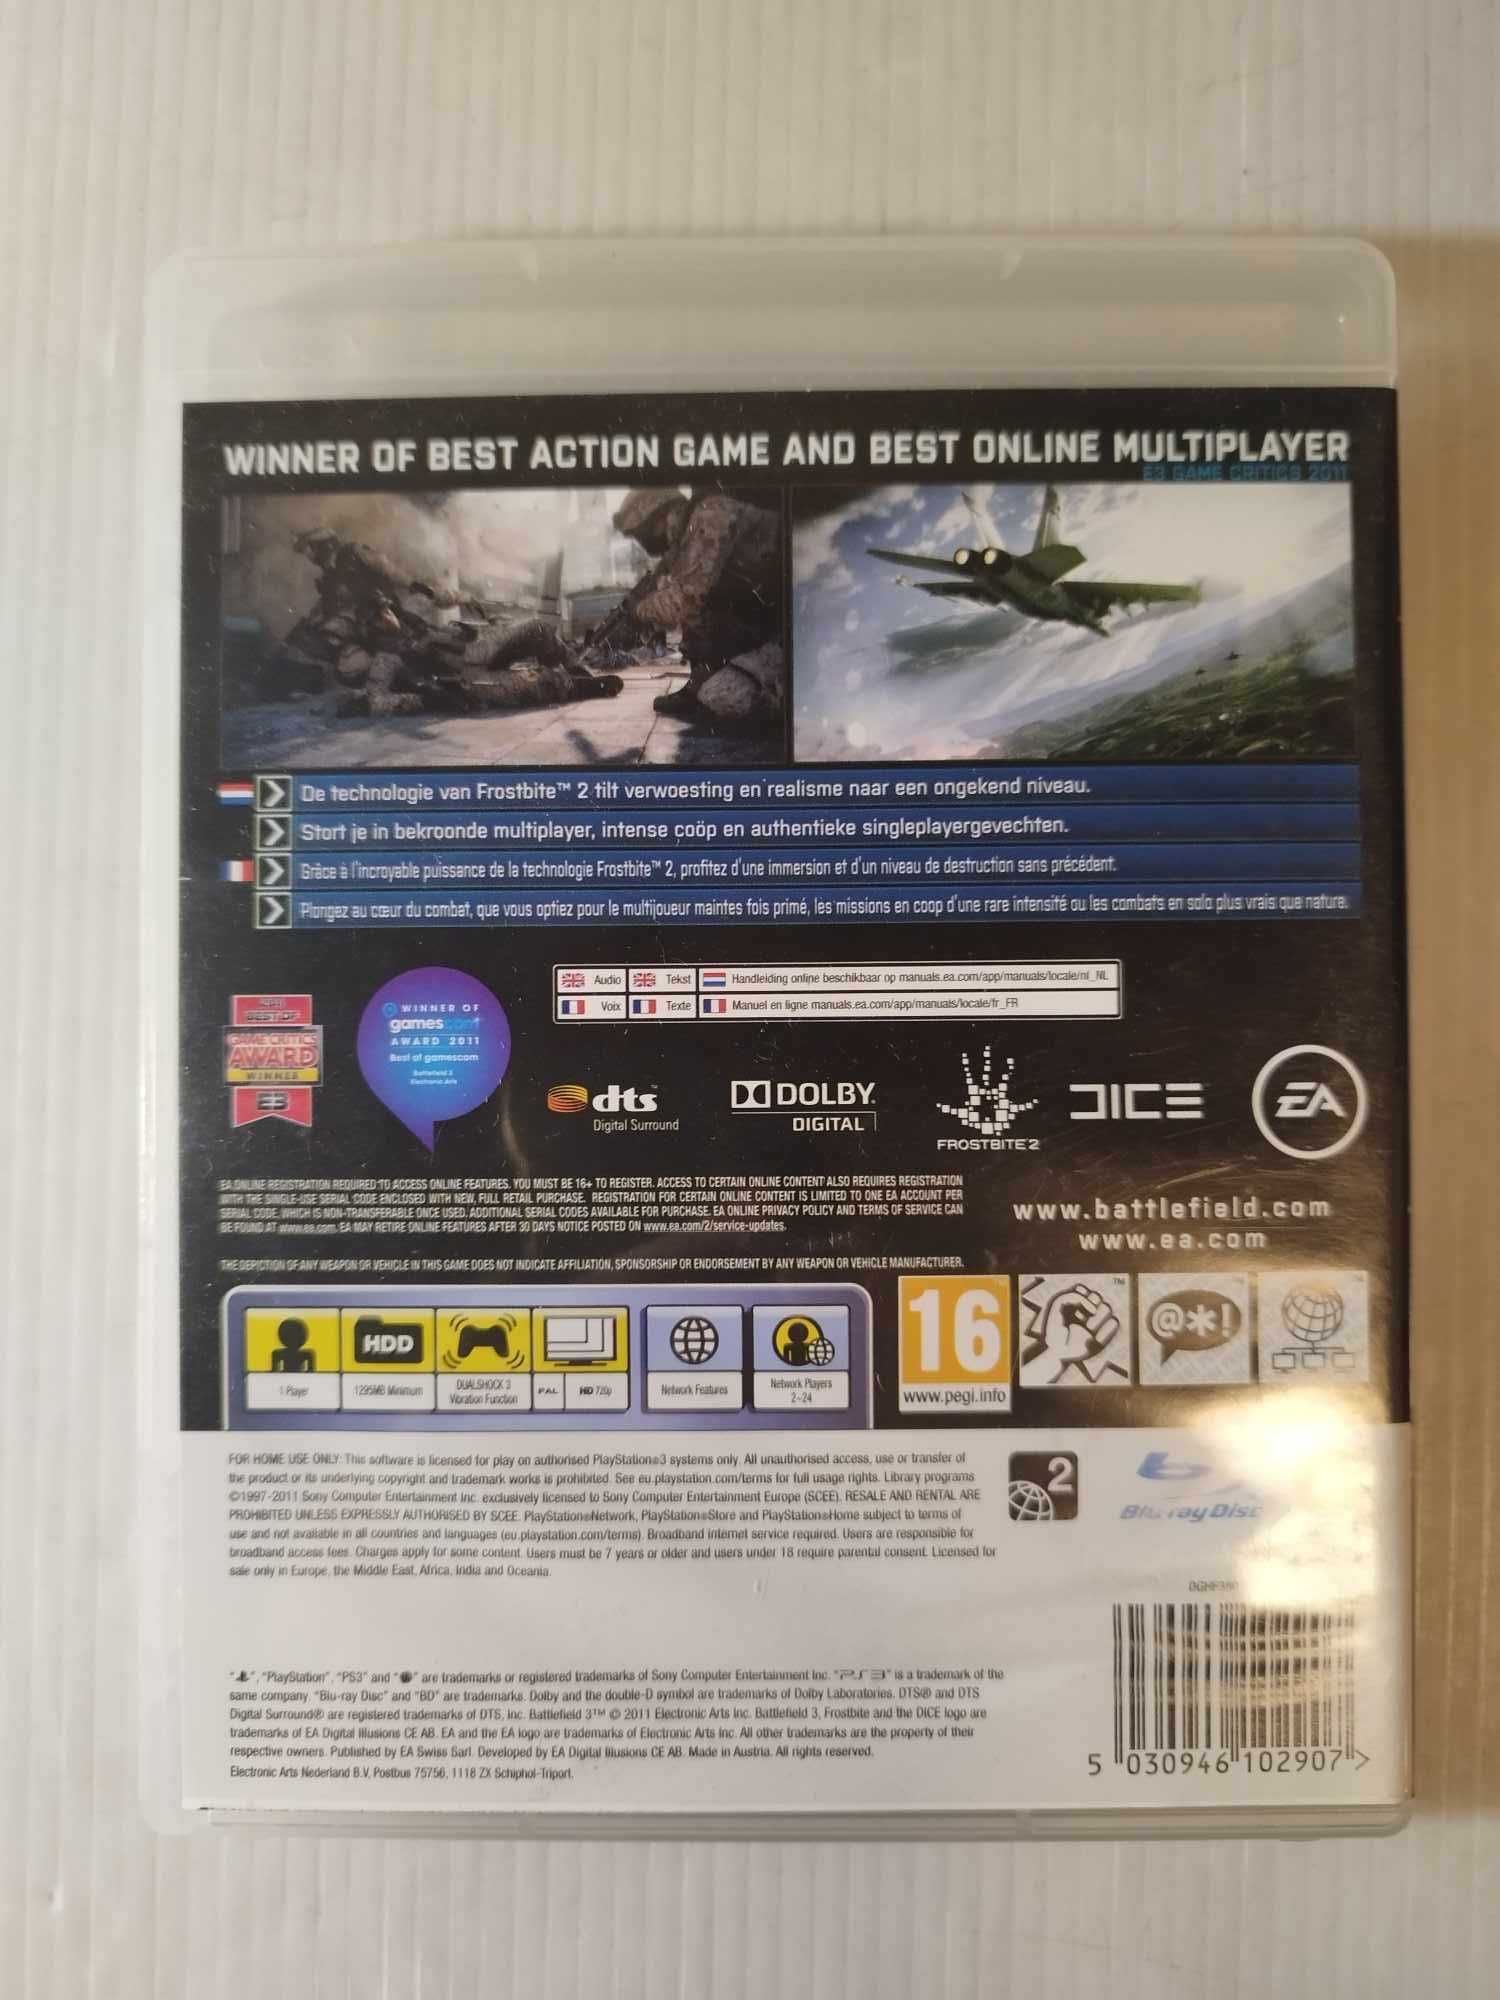 WINNER OF BEST ACTION GAME AND BEST ONLINE MULTIPLAYER
E3 GAME CRITICS 2011
De technologie van Frostbite™ 2 tilt verwoesting en realisme naar een ongekend niveau.
Stort je in bekroonde multiplayer, intense coöp en authentieke singleplayergevechten.
Grâce à l'incroyable puissance de la technologie Frostbite™ 2, profitez d'une immersion et d'un niveau de destruction sans précédent.
Plongez au cœur du combat, que vous optiez pour le multijoueur maintes fois primé, les missions en coop d'une rare intensité ou les combats en solo plus vrais que nature.
Audio Tekst Handleiding online beschikbaar op manuals.ea.com/app/manuals/locale/nl_NL
Voix Texte Manuel en ligne manuals.ea.com/app/manuals/locale/fr_FR
BEST OF
GAME CRITICS
AWARD
WINNER
E3
WINNER OF
gamescom
AWARD 2011
Best of gamescom
Battlefield 3
Electronic Arts
dts™
Digital Surround
DOLBY®
DIGITAL
FROSTBITE™2
DICE
EA
EA ONLINE REGISTRATION REQUIRED TO ACCESS ONLINE FEATURES. YOU MUST BE 16+ TO REGISTER. ACCESS TO CERTAIN ONLINE CONTENT ALSO REQUIRES REGISTRATION
WITH THE SINGLE-USE SERIAL CODE ENCLOSED WITH NEW, FULL RETAIL PURCHASE. REGISTRATION FOR CERTAIN ONLINE CONTENT IS LIMITED TO ONE EA ACCOUNT PER
SERIAL CODE, WHICH IS NON-TRANSFERABLE ONCE USED. ADDITIONAL SERIAL CODES AVAILABLE FOR PURCHASE. EA ONLINE PRIVACY POLICY AND TERMS OF SERVICE CAN
BE FOUND AT www.ea.com. EA MAY RETIRE ONLINE FEATURES AFTER 30 DAYS NOTICE POSTED ON www.ea.com/2/service-updates.
THE DEPICTION OF ANY WEAPON OR VEHICLE IN THIS GAME DOES NOT INDICATE AFFILIATION, SPONSORSHIP OR ENDORSEMENT BY ANY WEAPON OR VEHICLE MANUFACTURER.
www.battlefield.com
www.ea.com
HDD
1 Player
1295MB Minimum
DUALSHOCK 3
Vibration Function
PAL
HD 720p
Network Features
Network Players
2-24
16
www.pegi.info
™
@*!
FOR HOME USE ONLY: This software is licensed for play on authorised PlayStation®3 systems only. All unauthorised access, use or transfer of
the product or its underlying copyright and trademark works is prohibited. See eu.playstation.com/terms for full usage rights. Library programs
©1997-2011 Sony Computer Entertainment Inc. exclusively licensed to Sony Computer Entertainment Europe (SCEE). RESALE AND RENTAL ARE
PROHIBITED UNLESS EXPRESSLY AUTHORISED BY SCEE. PlayStation®Network, PlayStation®Store and PlayStation®Home subject to terms of
use and not available in all countries and languages (eu.playstation.com/terms). Broadband internet service required. Users are responsible for
broadband access fees. Charges apply for some content. Users must be 7 years or older and users under 18 require parental consent. Licensed for
sale only in Europe, the Middle East, Africa, India and Oceania.
2
Blu-ray Disc
"", "PlayStation", "PS3" and "" are trademarks or registered trademarks of Sony Computer Entertainment Inc. "PS3" is a trademark of the
same company. "Blu-ray Disc" and "BD" are trademarks. Dolby and the double-D symbol are trademarks of Dolby Laboratories. DTS® and DTS
Digital Surround® are registered trademarks of DTS, Inc. Battlefield 3™ © 2011 Electronic Arts Inc. Battlefield 3, Frostbite and the DICE logo are
trademarks of EA Digital Illusions CE AB. EA and the EA logo are trademarks of Electronic Arts Inc. All other trademarks are the property of their
respective owners. Published by EA Swiss Sarl. Developed by EA Digital Illusions CE AB. Made in Austria. All rights reserved.
Electronic Arts Nederland B.V, Postbus 75756, 1118 ZX Schiphol-Triport.
5 030946 102907 >